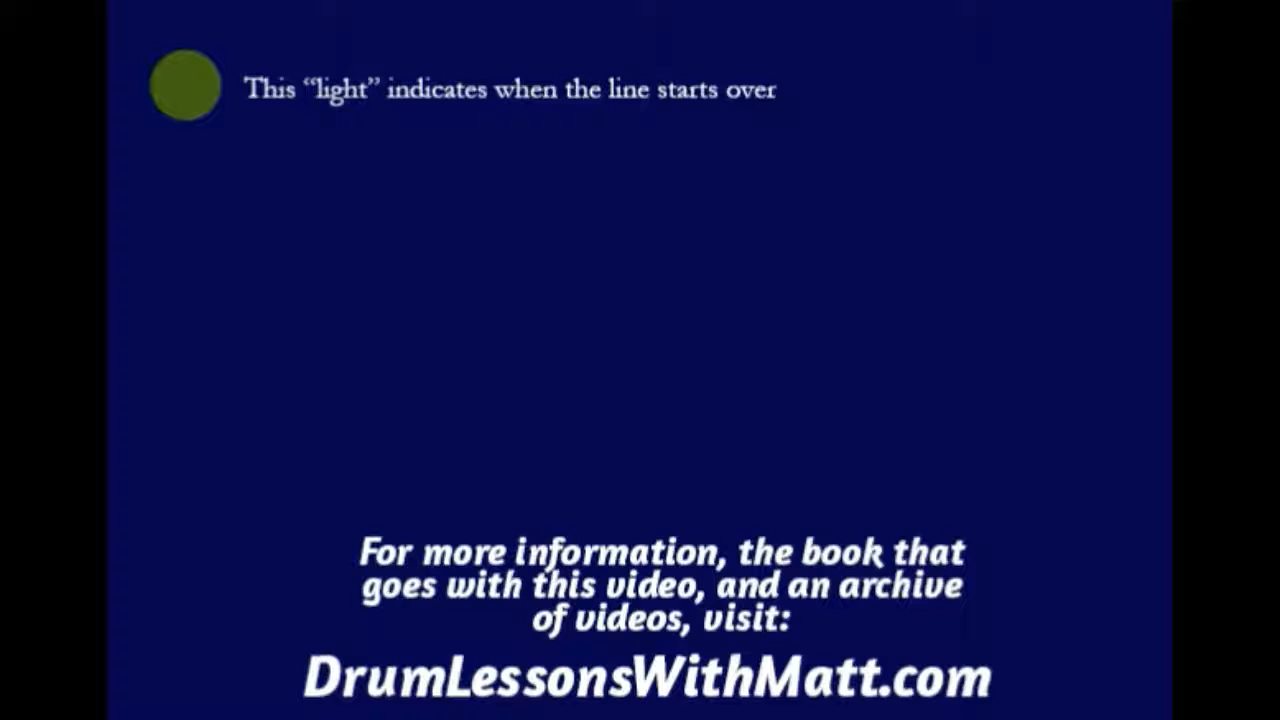 This “light” indicates when the line starts over
For more information, the book that
goes with this video, and an archive
of videos, visit:
DrumLessonsWithMatt.com